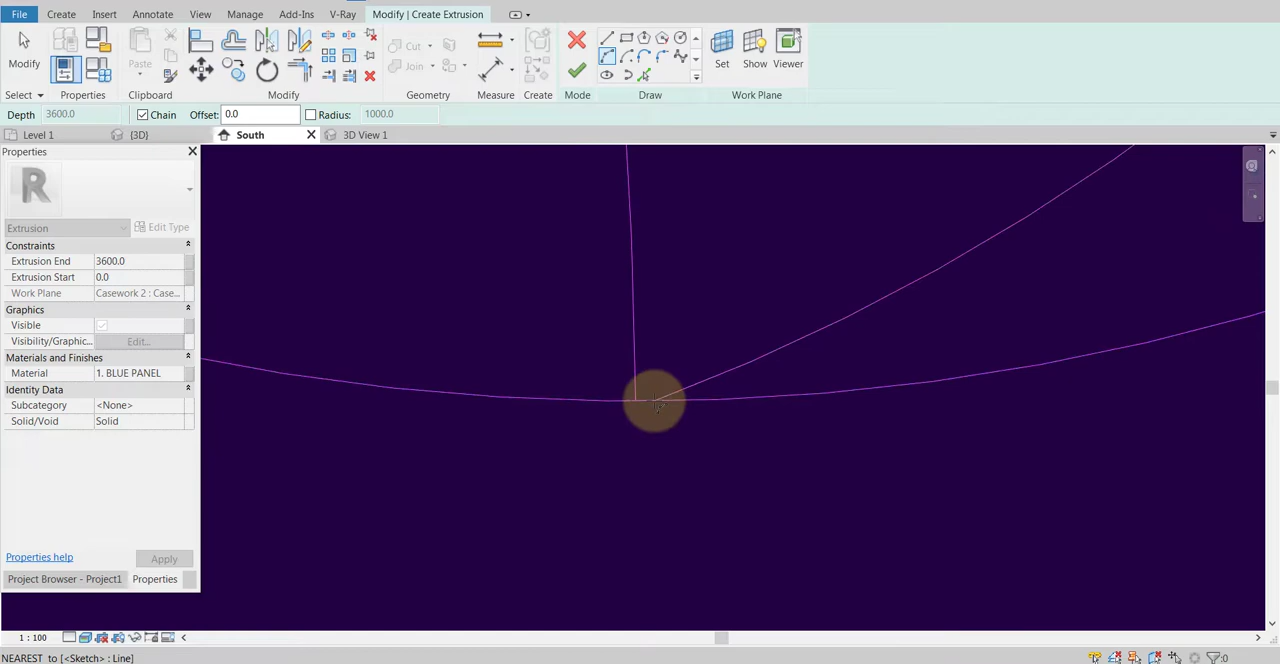 File Create Insert Annotate View Manage Add-Ins V-Ray Modify | Create Extrusion
Modify Paste Cut Join Set Show Viewer
Select Properties Clipboard Modify Geometry Measure Create Mode Draw Work Plane
Depth 3600.0 Chain Offset: 0.0 Radius: 1000.0
Level 1 {3D} South 3D View 1
Properties
R
Extrusion Edit Type
Constraints
Extrusion End 3600.0
Extrusion Start 0.0
Work Plane Casework 2 : Case...
Graphics
Visible
Visibility/Graphic... Edit...
Materials and Finishes
Material 1. BLUE PANEL
Identity Data
Subcategory <None>
Solid/Void Solid
Properties help Apply
Project Browser - Project1 Properties
1 : 100
NEAREST to [<Sketch> : Line] :0